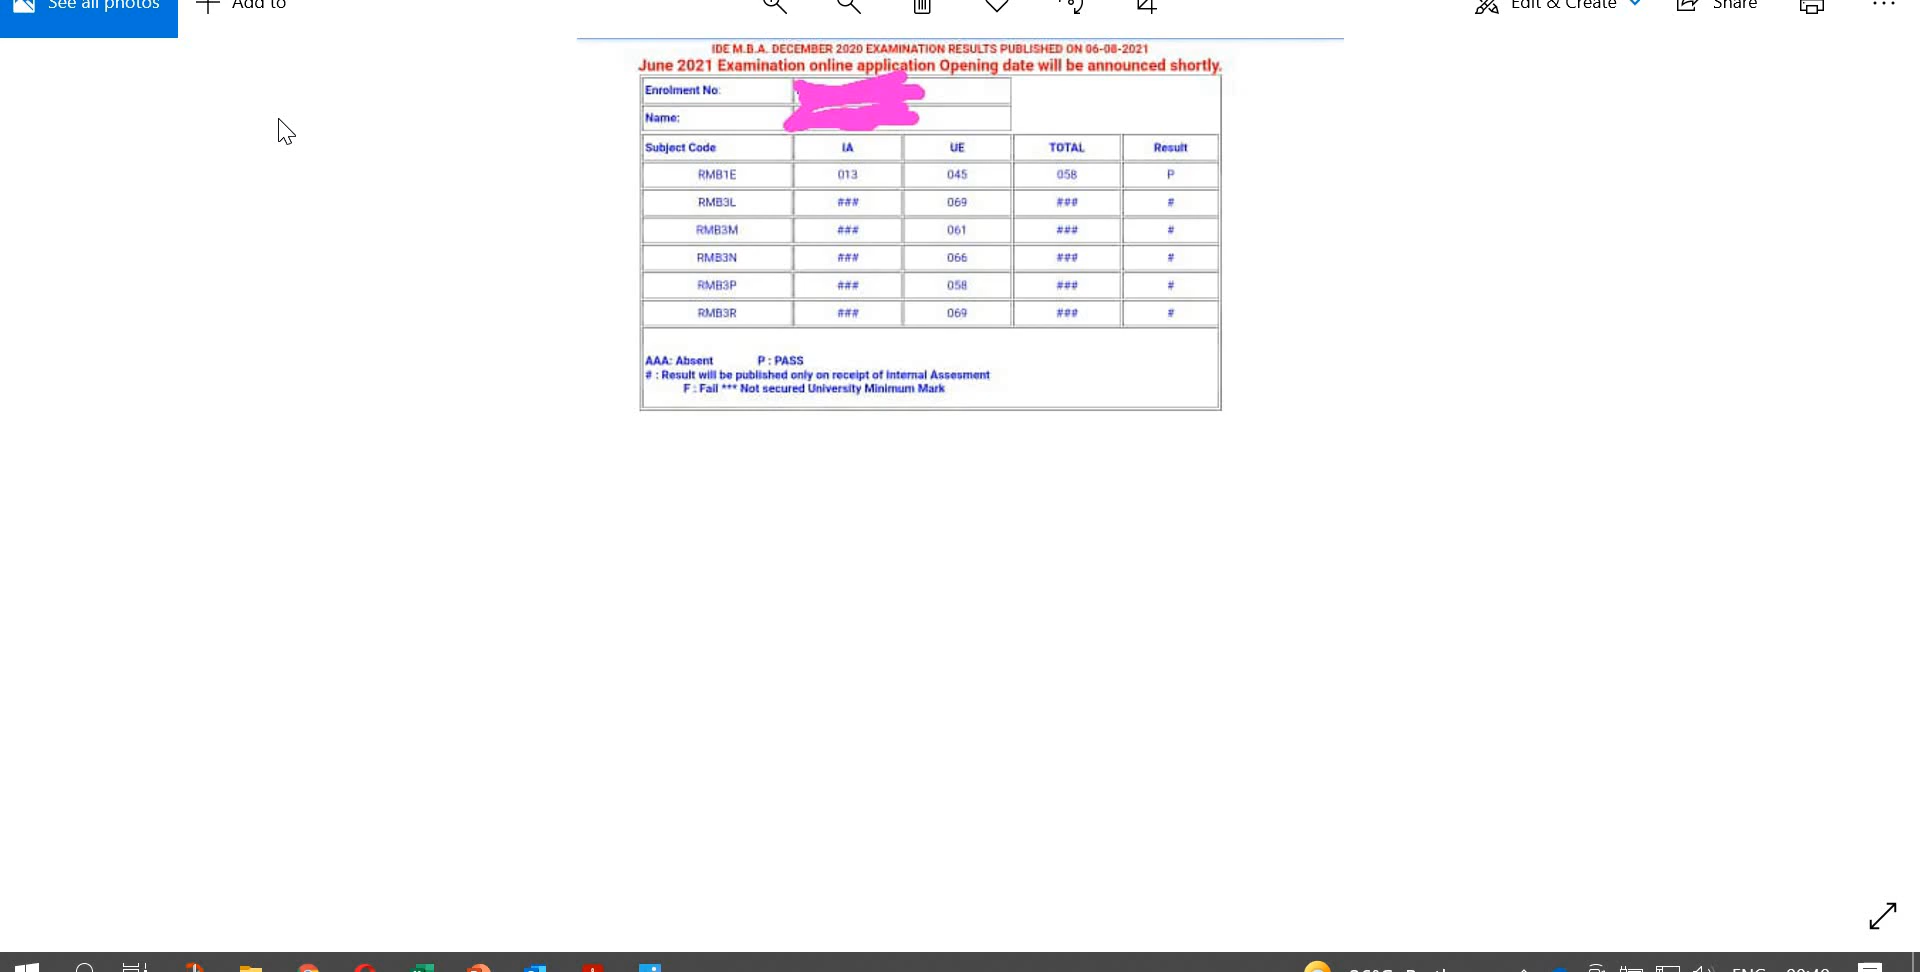 See all photos
Add to
Edit & Create
Share
IDE M.B.A. DECEMBER 2020 EXAMINATION RESULTS PUBLISHED ON 06-08-2021
June 2021 Examination online application Opening date will be announced shortly.
Enrolment No:
Name:
Subject Code IA UE TOTAL Result
RMB1E 013 045 058 P
RMB3L ### 069 ### #
RMB3M ### 061 ### #
RMB3N ### 066 ### #
RMB3P ### 058 ### #
RMB3R ### 069 ### #
AAA: Absent P : PASS
# : Result will be published only on receipt of Internal Assesment
F : Fail *** Not secured University Minimum Mark
ENG